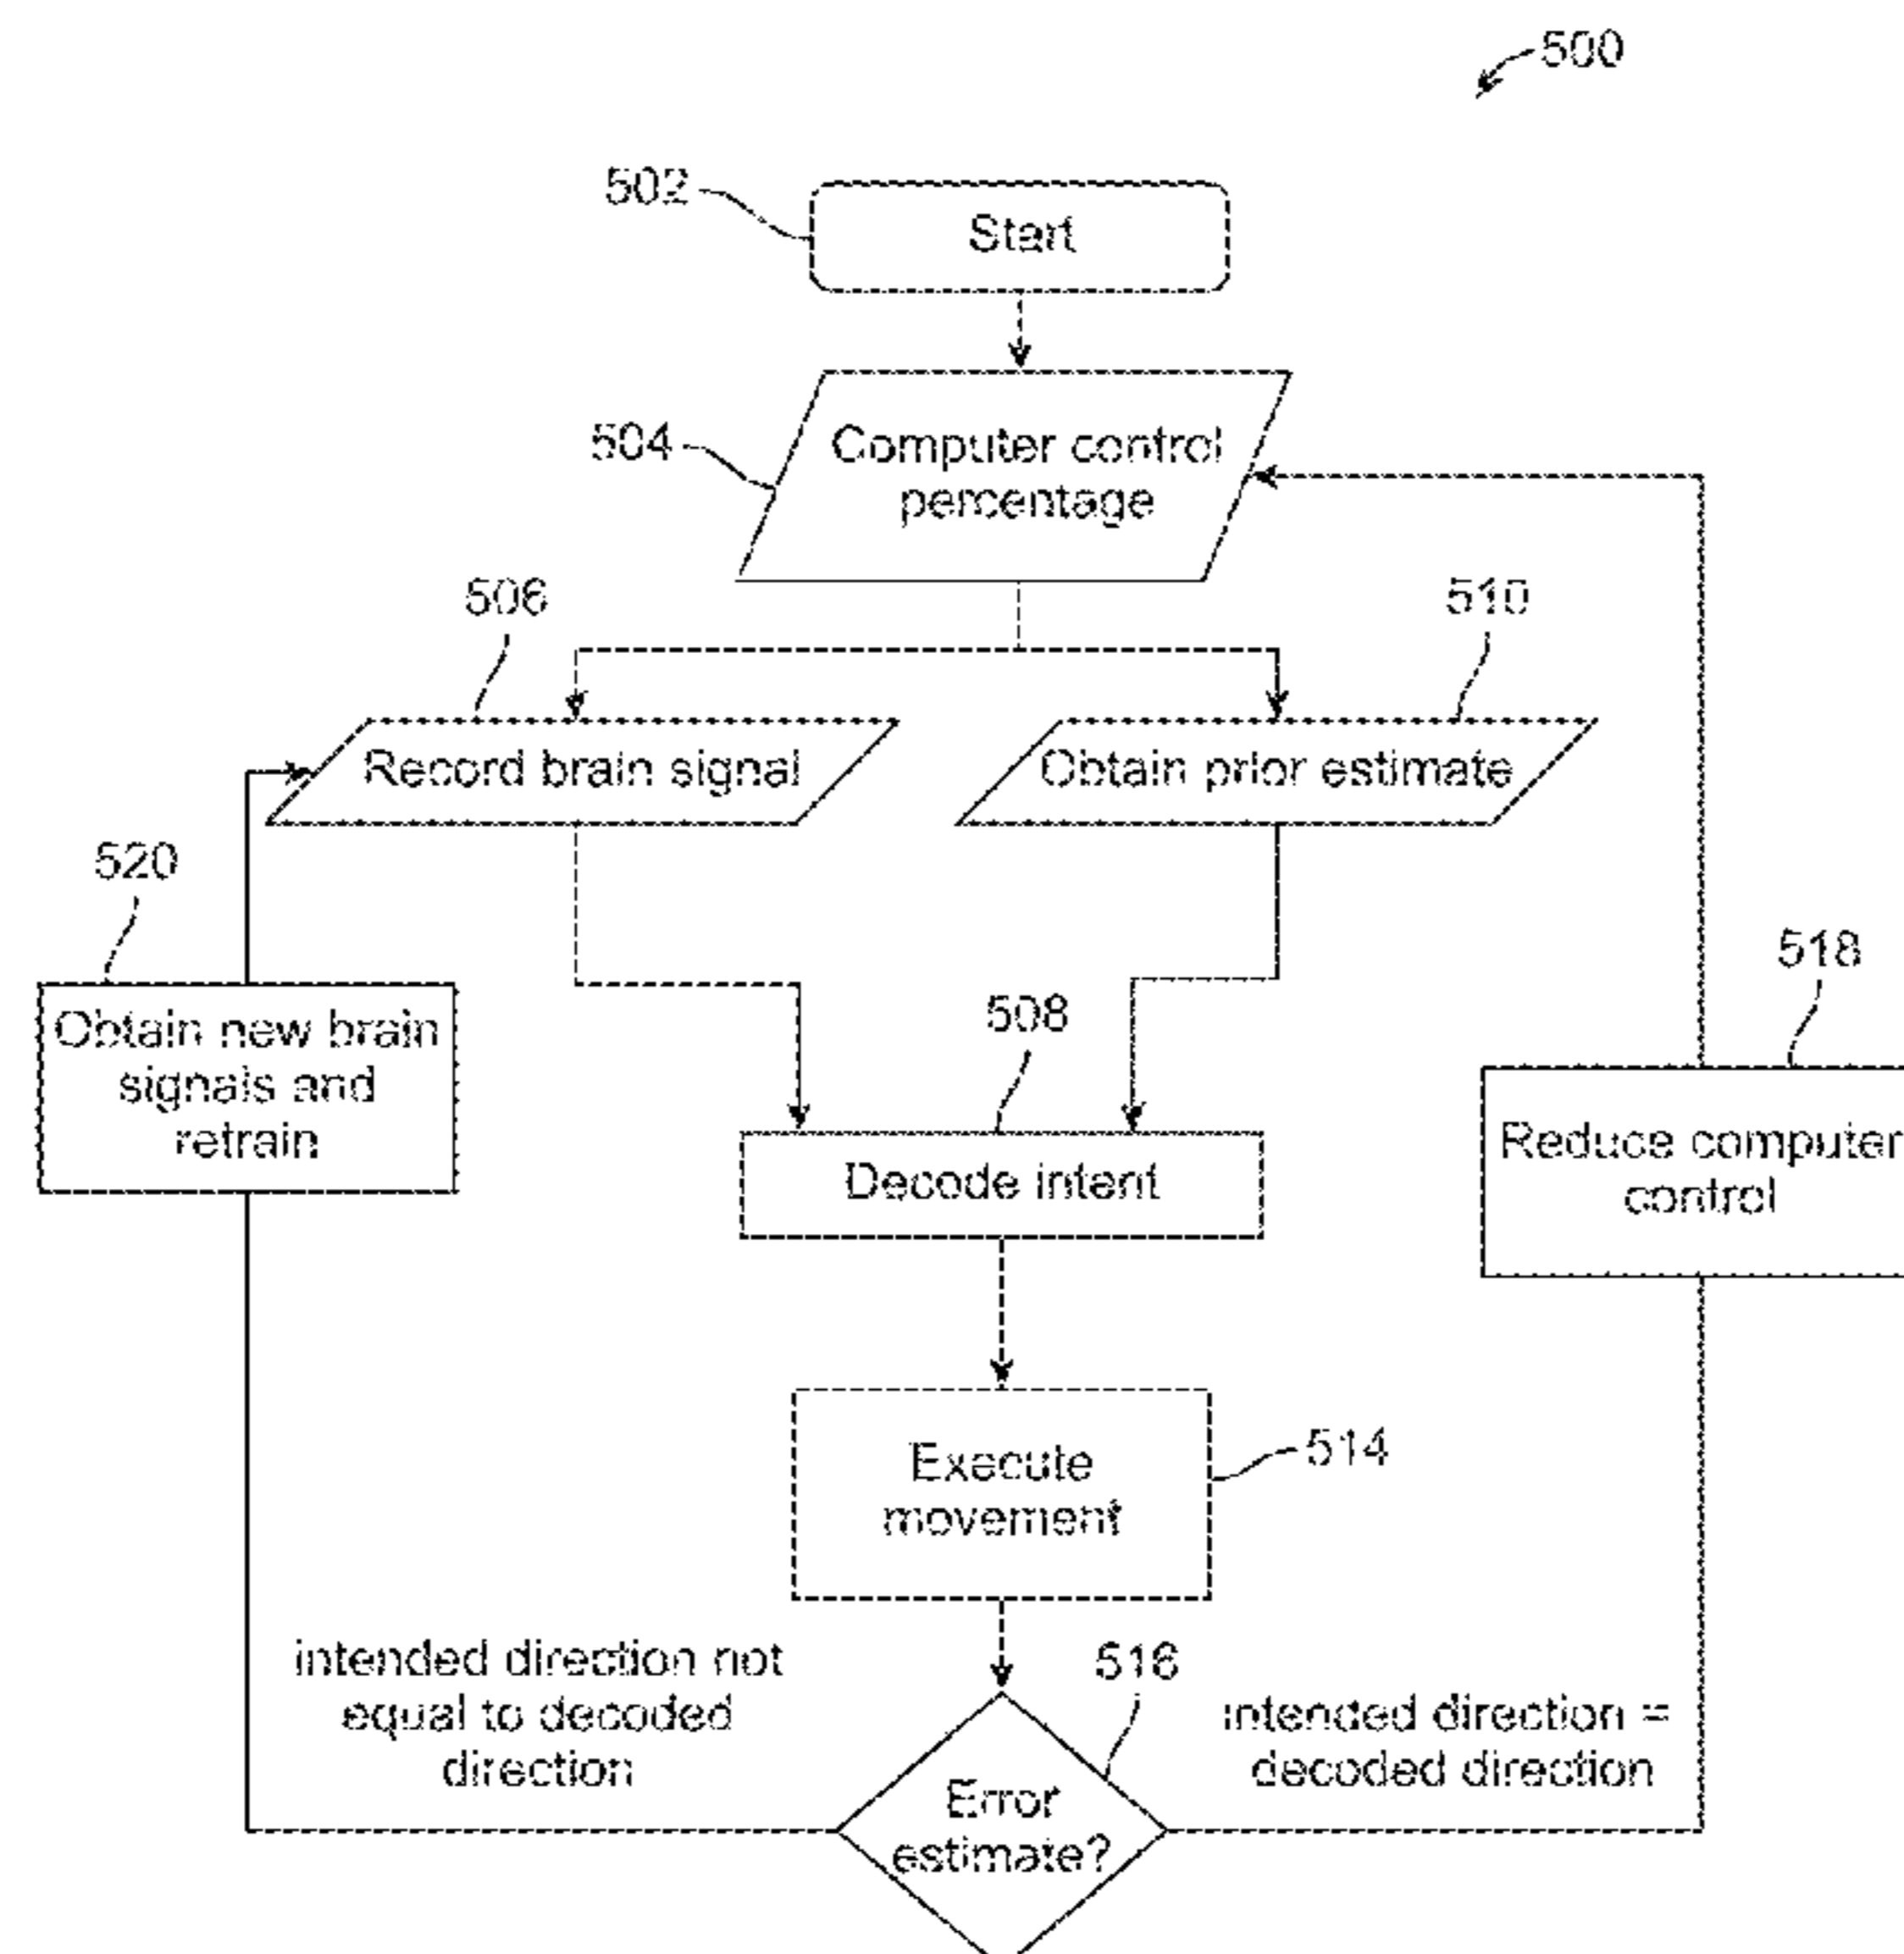 500
502
Start
504
Computer control
percentage
506
510
Record brain signal
Obtain prior estimate
520
Obtain new brain
signals and
retrain
508
Decode intent
518
Reduce computer
control
Execute
movement
514
intended direction not
equal to decoded
direction
516
intended direction =
decoded direction
Error
estimate?